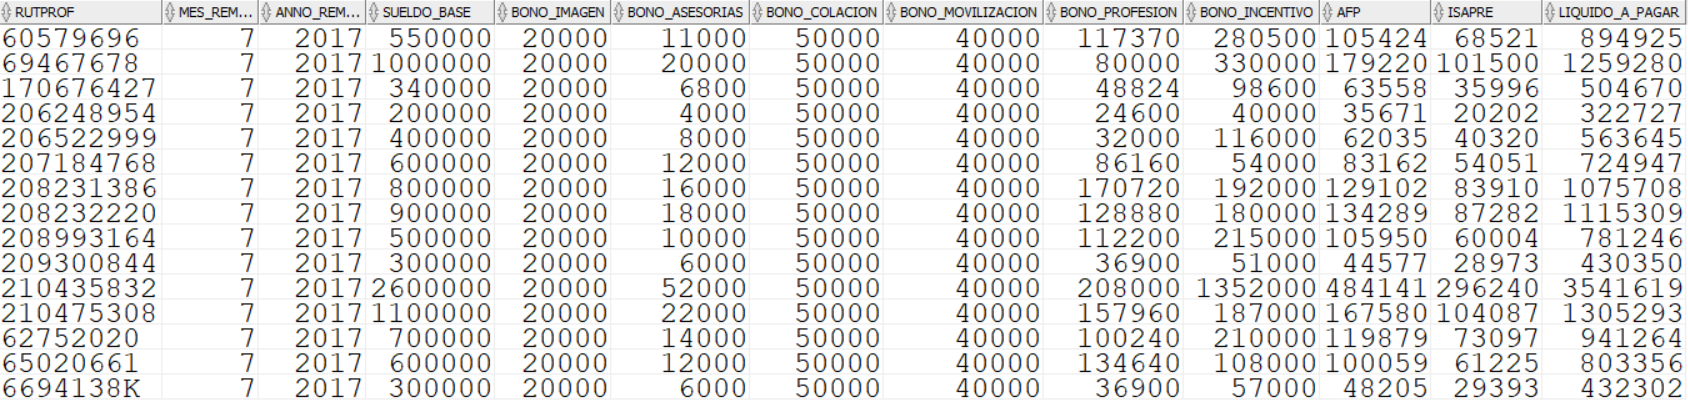 RUTPROF MES_REM... ANNO_REM... SUELDO_BASE BONO_IMAGEN BONO_ASESORIAS BONO_COLACION BONO_MOVILIZACION BONO_PROFESION BONO_INCENTIVO AFP ISAPRE LIQUIDO_A_PAGAR
60579696 7 2017 550000 20000 11000 50000 40000 117370 280500 105424 68521 894925
69467678 7 2017 1000000 20000 20000 50000 40000 80000 330000 179220 101500 1259280
170676427 7 2017 340000 20000 6800 50000 40000 48824 98600 63558 35996 504670
206248954 7 2017 200000 20000 4000 50000 40000 24600 40000 35671 20202 322727
206522999 7 2017 400000 20000 8000 50000 40000 32000 116000 62035 40320 563645
207184768 7 2017 600000 20000 12000 50000 40000 86160 54000 83162 54051 724947
208231386 7 2017 800000 20000 16000 50000 40000 170720 192000 129102 83910 1075708
208232220 7 2017 900000 20000 18000 50000 40000 128880 180000 134289 87282 1115309
208993164 7 2017 500000 20000 10000 50000 40000 112200 215000 105950 60004 781246
209300844 7 2017 300000 20000 6000 50000 40000 36900 51000 44577 28973 430350
210435832 7 2017 2600000 20000 52000 50000 40000 208000 1352000 484141 296240 3541619
210475308 7 2017 1100000 20000 22000 50000 40000 157960 187000 167580 104087 1305293
62752020 7 2017 700000 20000 14000 50000 40000 100240 210000 119879 73097 941264
65020661 7 2017 600000 20000 12000 50000 40000 134640 108000 100059 61225 803356
6694138K 7 2017 300000 20000 6000 50000 40000 36900 57000 48205 29393 432302